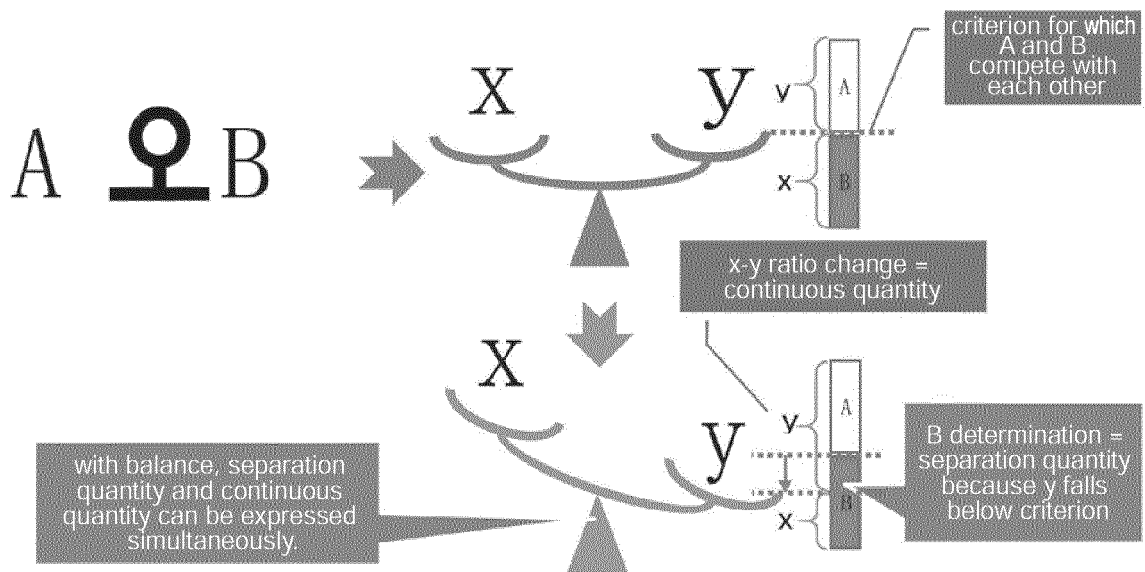 criterion for which
A and B
compete with
each other
x
y
y
A
A
B
x
B
x-y ratio change =
continuous quantity
x
y
y
A
B determination =
separation quantity
because y falls
below criterion
with balance, separation
quantity and continuous
quantity can be expressed
simultaneously.
x
B